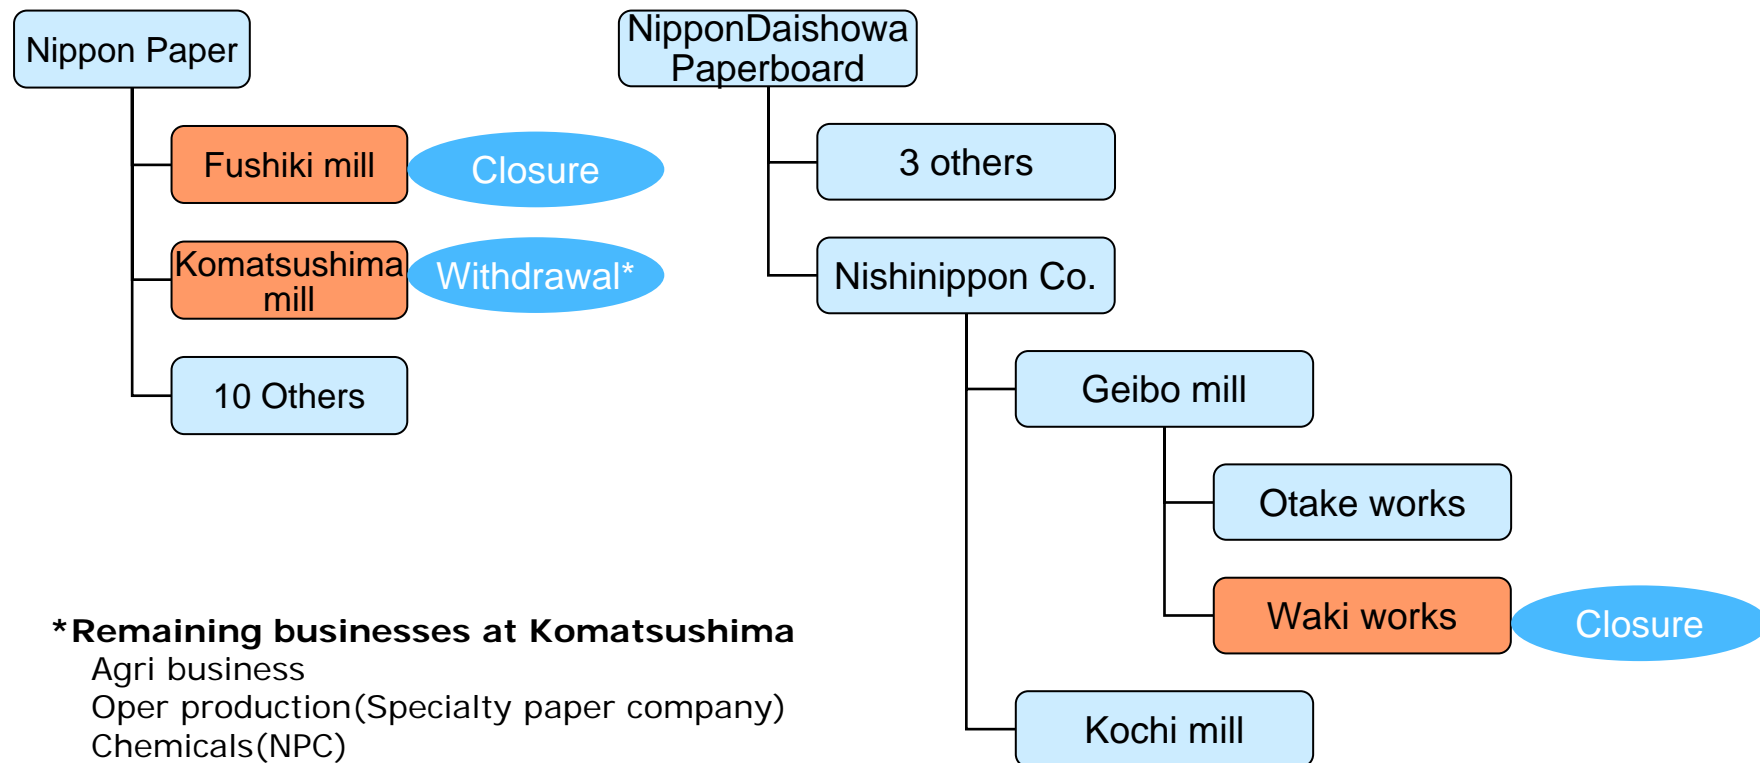 Nippon Paper
Fushiki mill
Closure
Komatsushima
mill
Withdrawal*
10 Others
NipponDaishowa
Paperboard
3 others
Nishinippon Co.
Geibo mill
Otake works
Waki works
Closure
Kochi mill
*Remaining businesses at Komatsushima
Agri business
Oper production(Specialty paper company)
Chemicals(NPC)